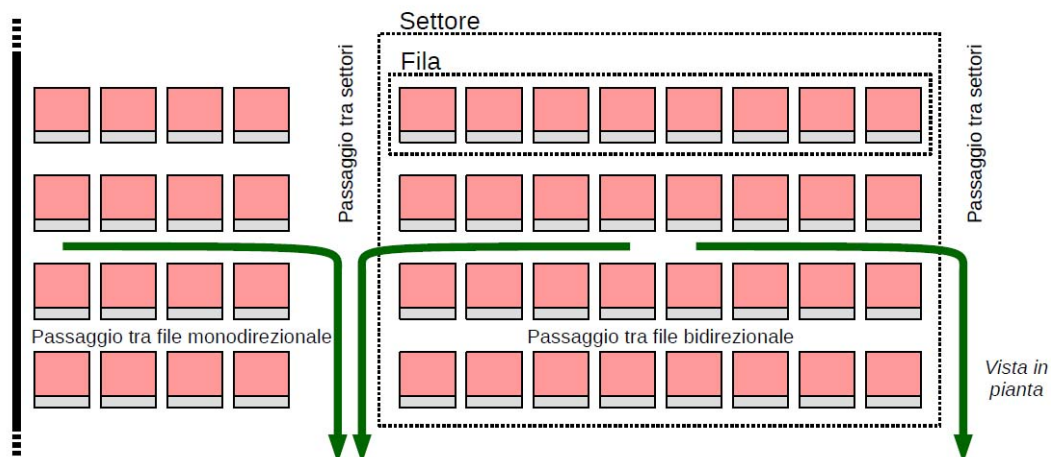 Settore
Fila
Passaggio tra settori
Passaggio tra settori
Passaggio tra file monodirezionale
Passaggio tra file bidirezionale
Vista in
pianta